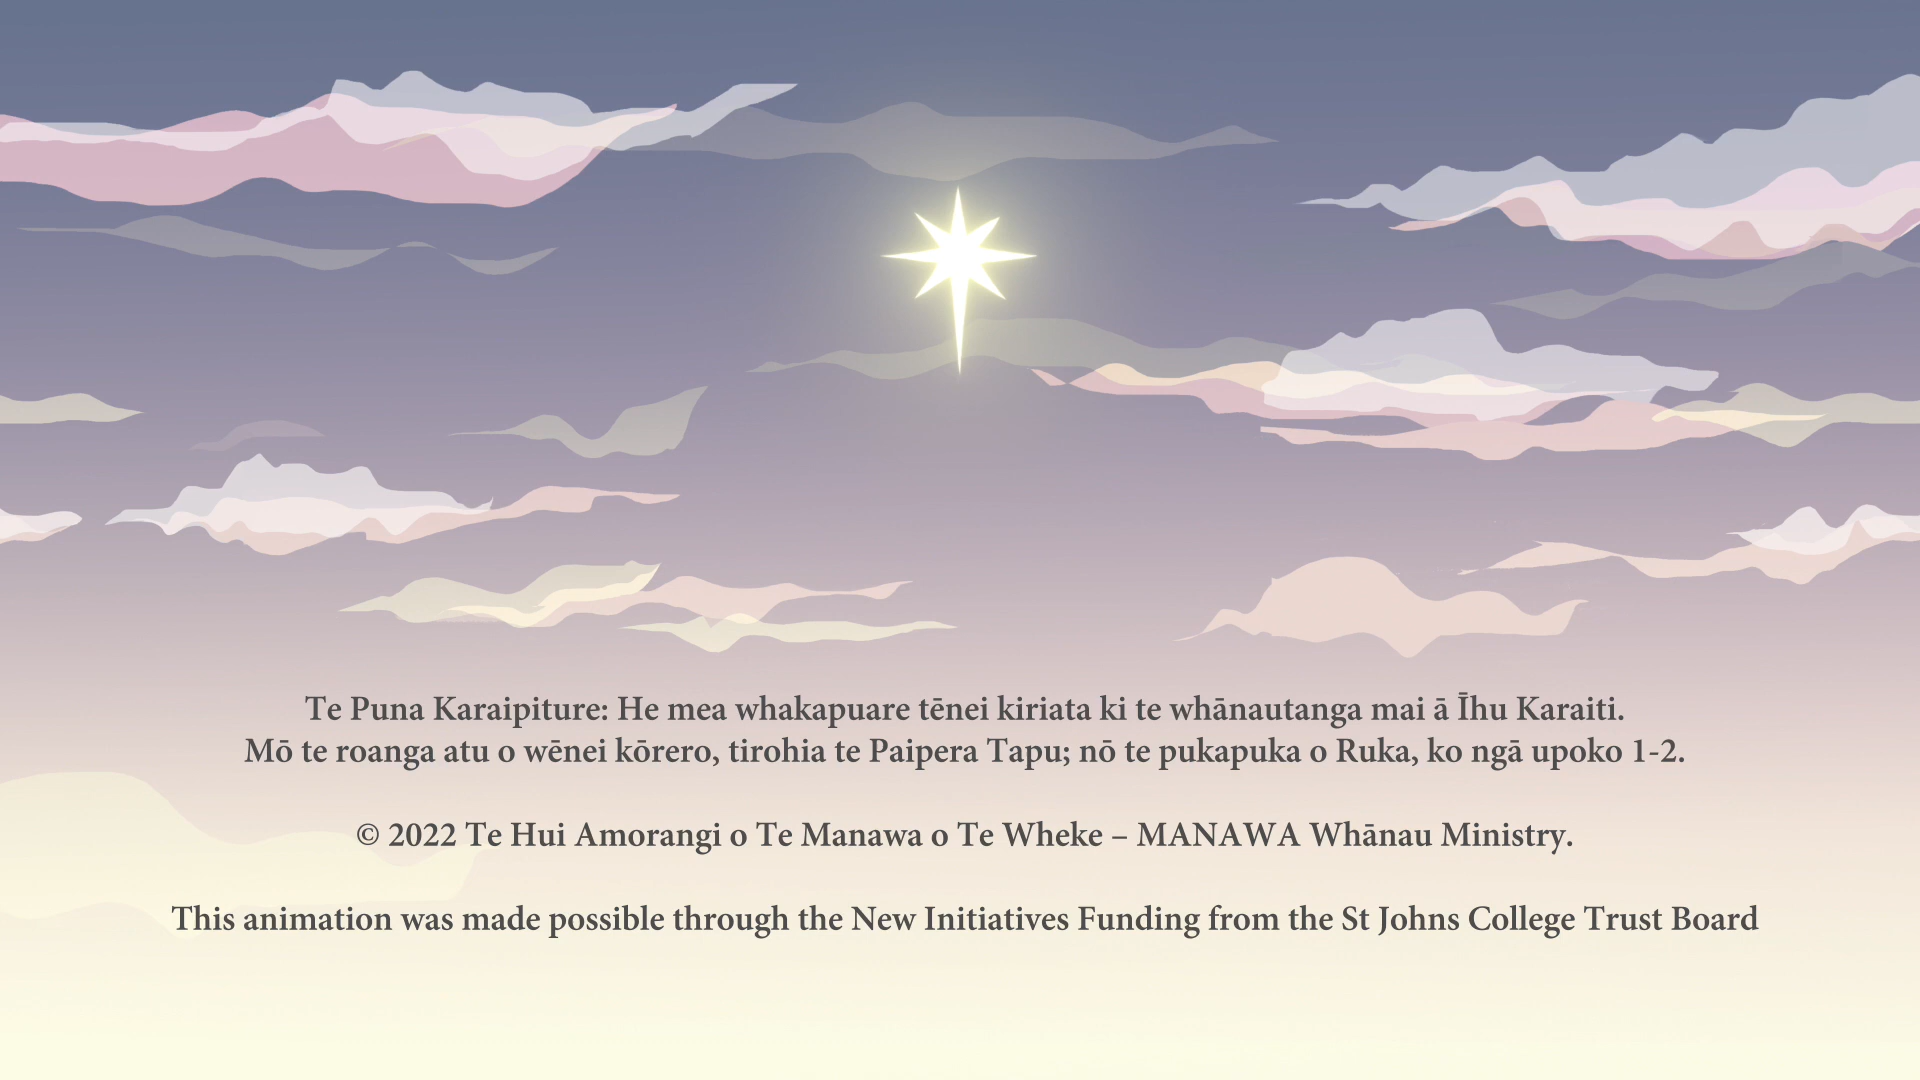 Te Puna Karaipiture: He mea whakapuare tēnei kiriata ki te whānautanga mai ā Īhu Karaiti.
Mō te roanga atu o wēnei kōrero, tirohia te Paipera Tapu; nō te pukapuka o Ruka, ko ngā upoko 1-2.
© 2022 Te Hui Amorangi o Te Manawa o Te Wheke – MANAWA Whānau Ministry.
This animation was made possible through the New Initiatives Funding from the St Johns College Trust Board